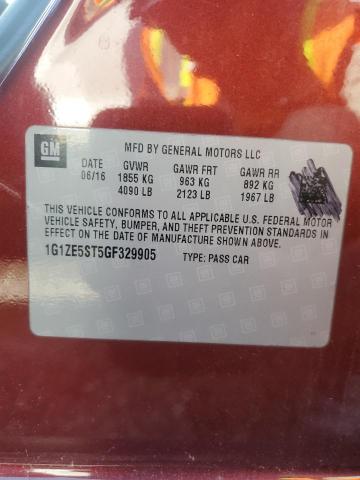 GM
MFD BY GENERAL MOTORS LLC
DATE GVWR GAWR FRT GAWR RR
06/16 1855 KG 963 KG 892 KG
4090 LB 2123 LB 1967 LB
THIS VEHICLE CONFORMS TO ALL APPLICABLE U.S. FEDERAL MOTOR
VEHICLE SAFETY, BUMPER, AND THEFT PREVENTION STANDARDS IN
EFFECT ON THE DATE OF MANUFACTURE SHOWN ABOVE.
1G1ZE5ST5GF329905 TYPE: PASS CAR